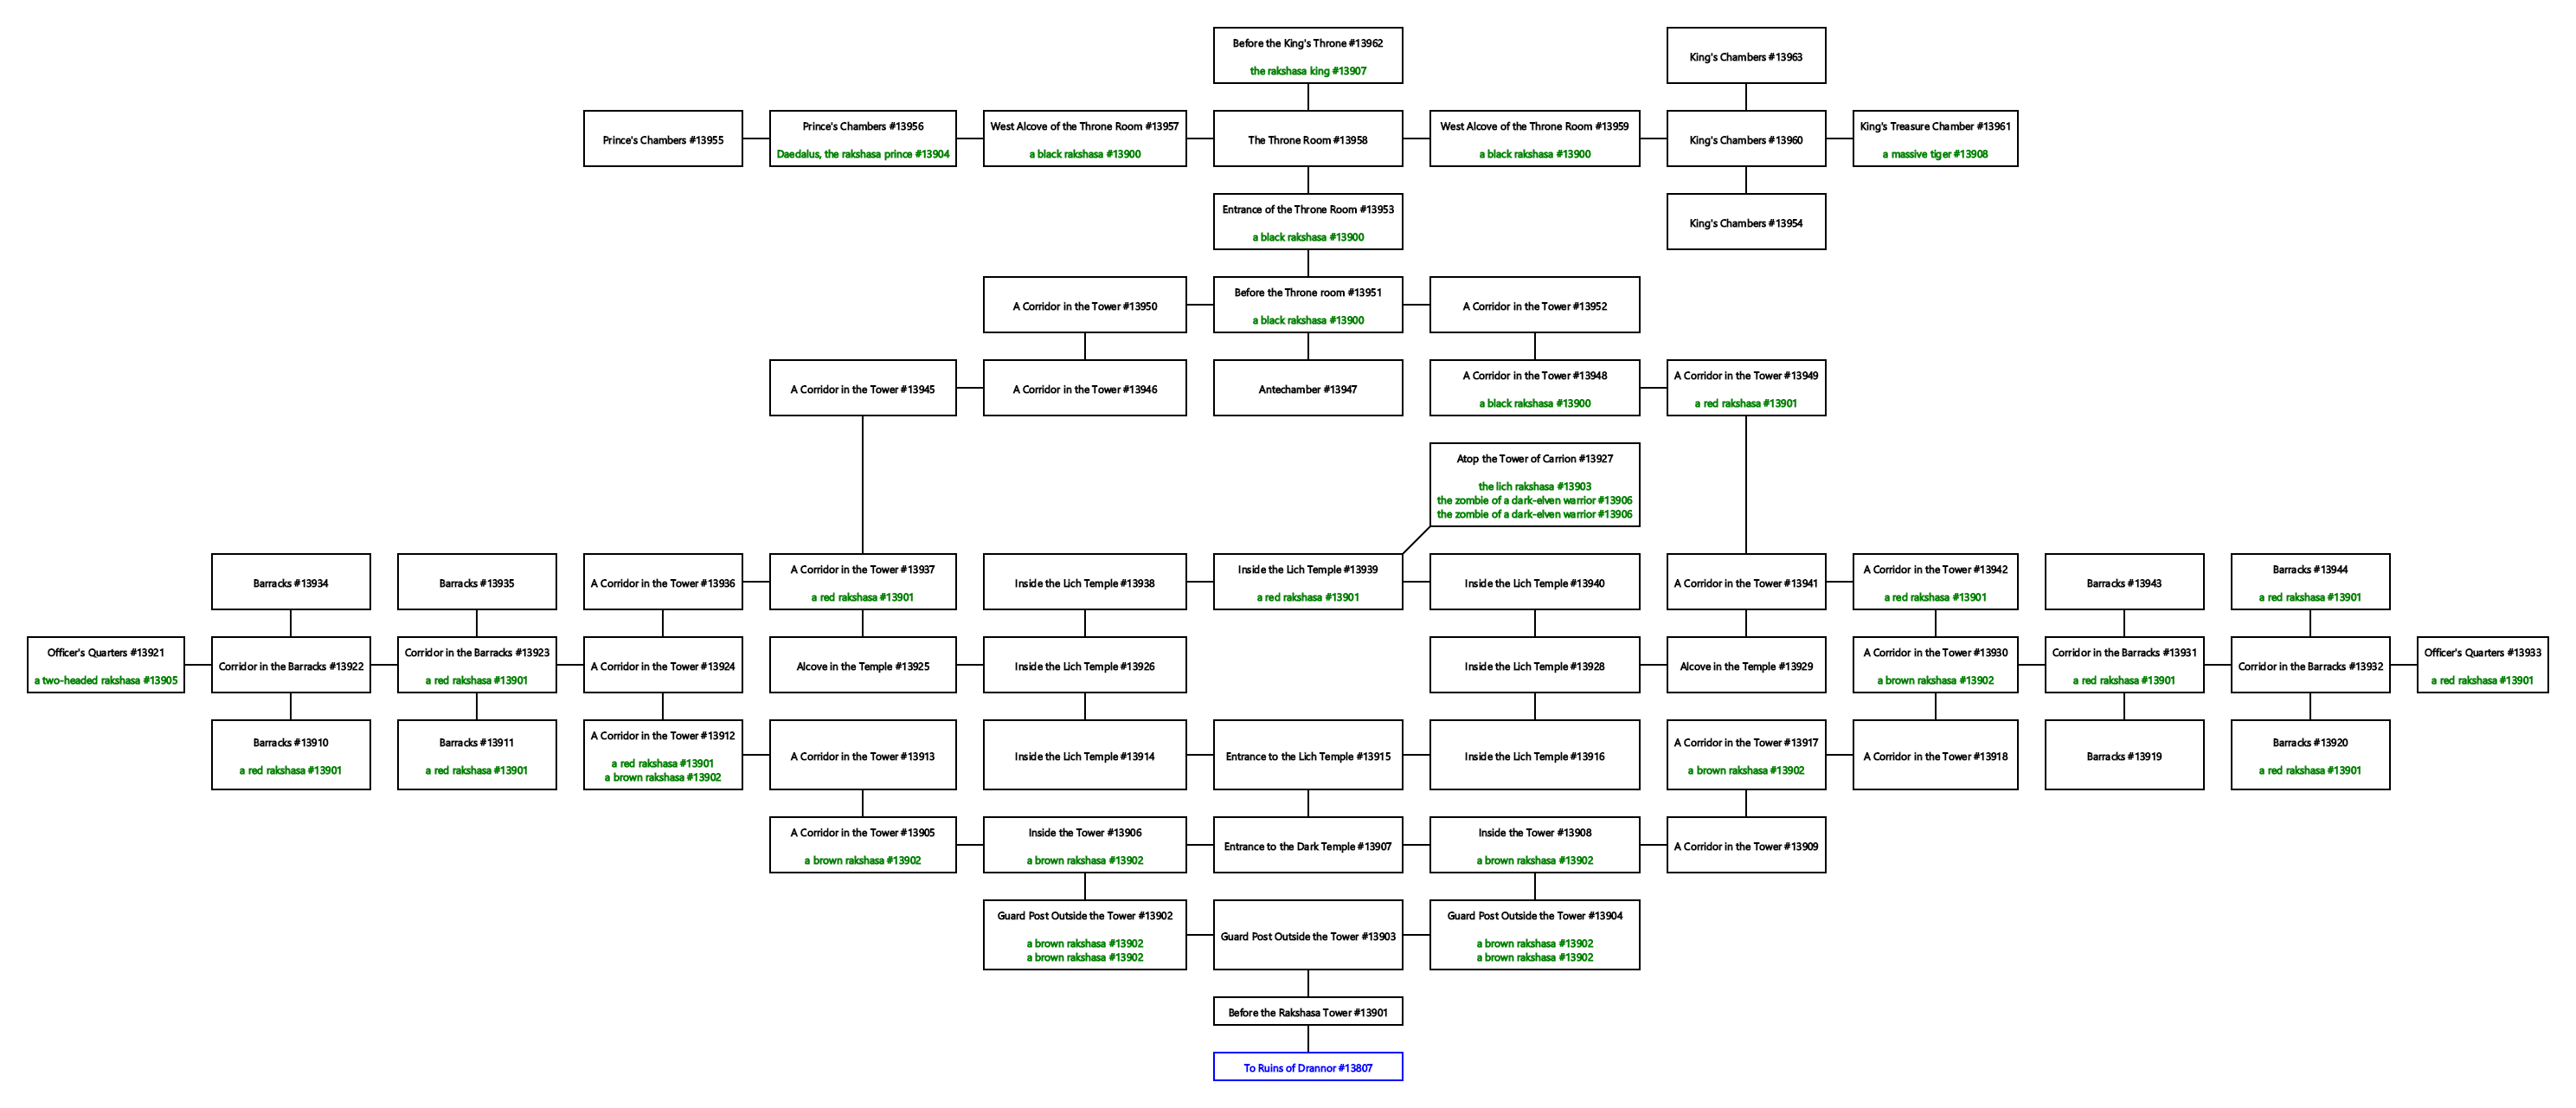 Before the King's Throne #13962
the rakshasa king #13907
King's Chambers #13963
Prince's Chambers #13955
Prince's Chambers #13956
Daedalus, the rakshasa prince #13904
West Alcove of the Throne Room #13957
a black rakshasa #13900
The Throne Room #13958
West Alcove of the Throne Room #13959
a black rakshasa #13900
King's Chambers #13960
King's Treasure Chamber #13961
a massive tiger #13908
Entrance of the Throne Room #13953
a black rakshasa #13900
King's Chambers #13954
A Corridor in the Tower #13950
Before the Throne room #13951
a black rakshasa #13900
A Corridor in the Tower #13952
A Corridor in the Tower #13945
A Corridor in the Tower #13946
Antechamber #13947
A Corridor in the Tower #13948
a black rakshasa #13900
A Corridor in the Tower #13949
a red rakshasa #13901
Atop the Tower of Carrion #13927
the lich rakshasa #13903
the zombie of a dark-elven warrior #13906
the zombie of a dark-elven warrior #13906
Barracks #13934
Barracks #13935
A Corridor in the Tower #13936
A Corridor in the Tower #13937
a red rakshasa #13901
Inside the Lich Temple #13938
Inside the Lich Temple #13939
a red rakshasa #13901
Inside the Lich Temple #13940
A Corridor in the Tower #13941
A Corridor in the Tower #13942
a red rakshasa #13901
Barracks #13943
Barracks #13944
a red rakshasa #13901
Officer's Quarters #13921
a two-headed rakshasa #13905
Corridor in the Barracks #13922
Corridor in the Barracks #13923
a red rakshasa #13901
A Corridor in the Tower #13924
Alcove in the Temple #13925
Inside the Lich Temple #13926
Inside the Lich Temple #13928
Alcove in the Temple #13929
A Corridor in the Tower #13930
a brown rakshasa #13902
Corridor in the Barracks #13931
a red rakshasa #13901
Corridor in the Barracks #13932
Officer's Quarters #13933
a red rakshasa #13901
Barracks #13910
a red rakshasa #13901
Barracks #13911
a red rakshasa #13901
A Corridor in the Tower #13912
a red rakshasa #13901
a brown rakshasa #13902
A Corridor in the Tower #13913
Inside the Lich Temple #13914
Entrance to the Lich Temple #13915
Inside the Lich Temple #13916
A Corridor in the Tower #13917
a brown rakshasa #13902
A Corridor in the Tower #13918
Barracks #13919
Barracks #13920
a red rakshasa #13901
A Corridor in the Tower #13905
a brown rakshasa #13902
Inside the Tower #13906
a brown rakshasa #13902
Entrance to the Dark Temple #13907
Inside the Tower #13908
a brown rakshasa #13902
A Corridor in the Tower #13909
Guard Post Outside the Tower #13902
a brown rakshasa #13902
a brown rakshasa #13902
Guard Post Outside the Tower #13903
Guard Post Outside the Tower #13904
a brown rakshasa #13902
a brown rakshasa #13902
Before the Rakshasa Tower #13901
To Ruins of Drannor #13807